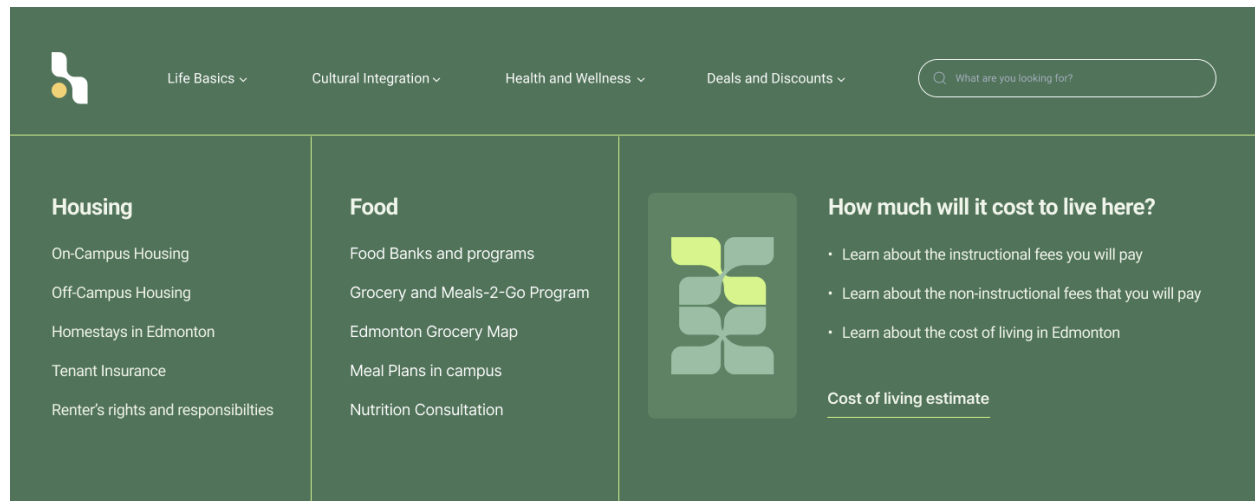 Life Basics
Cultural Integration
Health and Wellness
Deals and Discounts
What are you looking for?
Housing
On-Campus Housing
Off-Campus Housing
Homestays in Edmonton
Tenant Insurance
Renter's rights and responsibilties
Food
Food Banks and programs
Grocery and Meals-2-Go Program
Edmonton Grocery Map
Meal Plans in campus
Nutrition Consultation
How much will it cost to live here?
• Learn about the instructional fees you will pay
• Learn about the non-instructional fees that you will pay
• Learn about the cost of living in Edmonton
Cost of living estimate